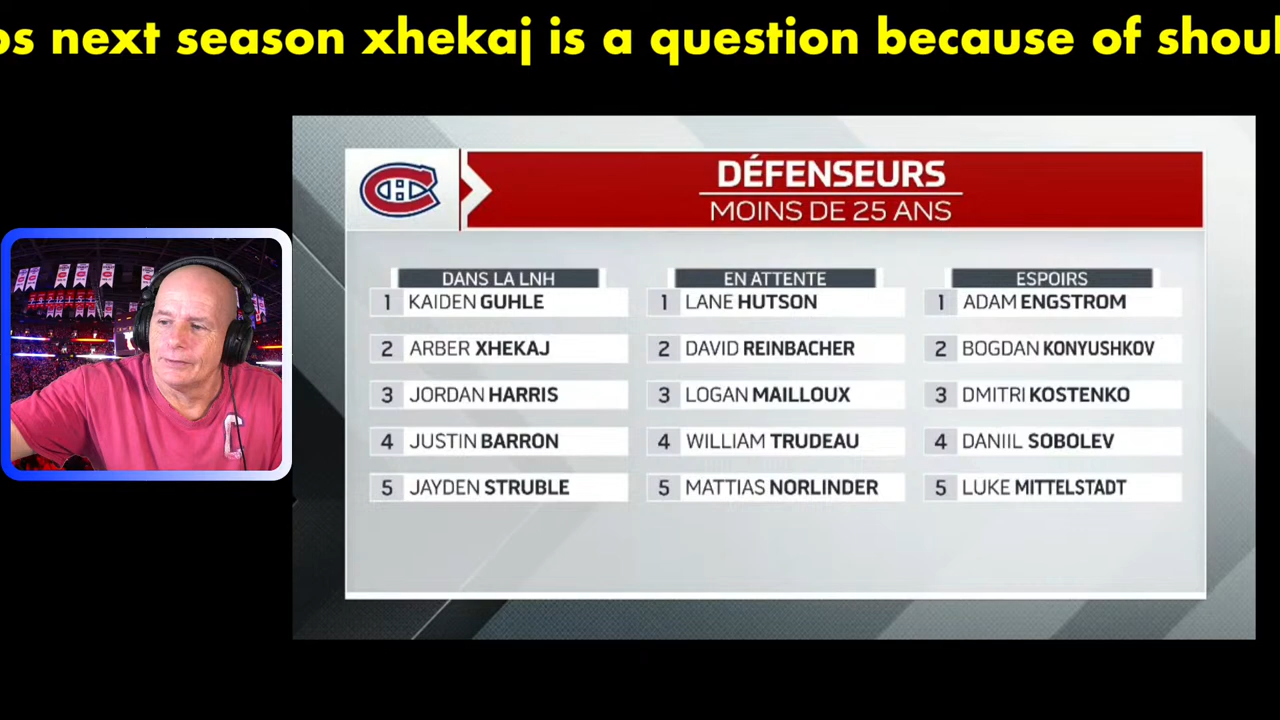 os next season xhekaj is a question because of shoul
DÉFENSEURS
MOINS DE 25 ANS
DANS LA LNH
1 KAIDEN GUHLE
2 ARBER XHEKAJ
3 JORDAN HARRIS
4 JUSTIN BARRON
5 JAYDEN STRUBLE
EN ATTENTE
1 LANE HUTSON
2 DAVID REINBACHER
3 LOGAN MAILLOUX
4 WILLIAM TRUDEAU
5 MATTIAS NORLINDER
ESPOIRS
1 ADAM ENGSTROM
2 BOGDAN KONYUSHKOV
3 DMITRI KOSTENKO
4 DANIIL SOBOLEV
5 LUKE MITTELSTADT